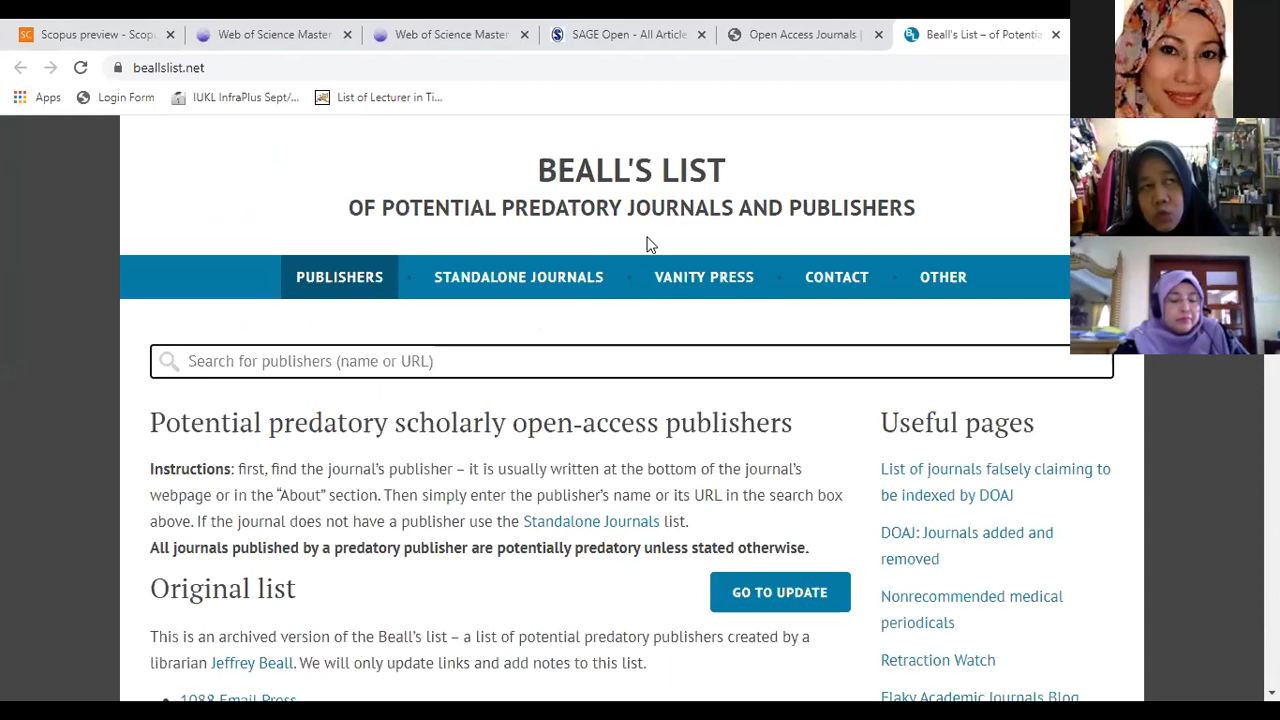 Scopus preview - Scop
Web of Science Master
Web of Science Master
SAGE Open - All Article
Open Access Journals |
Beall's List – of Potentia
beallslist.net
Apps
Login Form
IUKL InfraPlus Sept/...
List of Lecturer in Ti...
BEALL'S LIST
OF POTENTIAL PREDATORY JOURNALS AND PUBLISHERS
PUBLISHERS
STANDALONE JOURNALS
VANITY PRESS
CONTACT
OTHER
Search for publishers (name or URL)
Potential predatory scholarly open-access publishers
Instructions: first, find the journal's publisher – it is usually written at the bottom of the journal's
webpage or in the “About” section. Then simply enter the publisher's name or its URL in the search box
above. If the journal does not have a publisher use the Standalone Journals list.
All journals published by a predatory publisher are potentially predatory unless stated otherwise.
Original list
GO TO UPDATE
This is an archived version of the Beall's list – a list of potential predatory publishers created by a
librarian Jeffrey Beall. We will only update links and add notes to this list.
1088 Email Press
Useful pages
List of journals falsely claiming to
be indexed by DOAJ
DOAJ: Journals added and
removed
Nonrecommended medical
periodicals
Retraction Watch
Flaky Academic Journals Blog